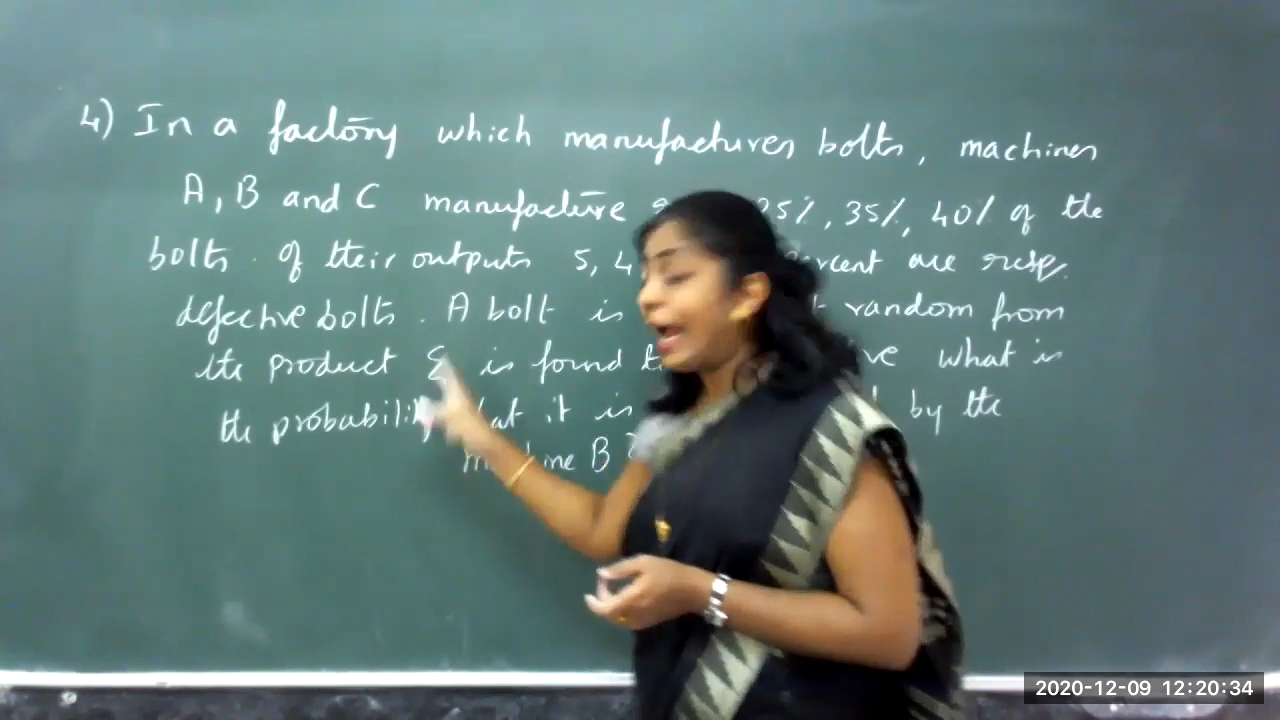 4) In a factory which manufactures bolts, machines
A, B and C manufacture 25%, 35%, 40% of the
bolts. Of their outputs 5, 4 percent are resp.
defective bolts. A bolt is random from
the product & is found what is
the probability that it is by the
machine B
2020-12-09 12:20:34